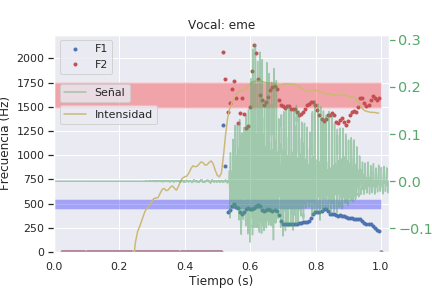 Vocal: eme
F1
F2
Señal
Intensidad
Frecuencia (Hz)
2000
1750
1500
1250
1000
750
500
250
0
0.3
0.2
0.1
0.0
−0.1
0.0 0.2 0.4 0.6 0.8 1.0
Tiempo (s)